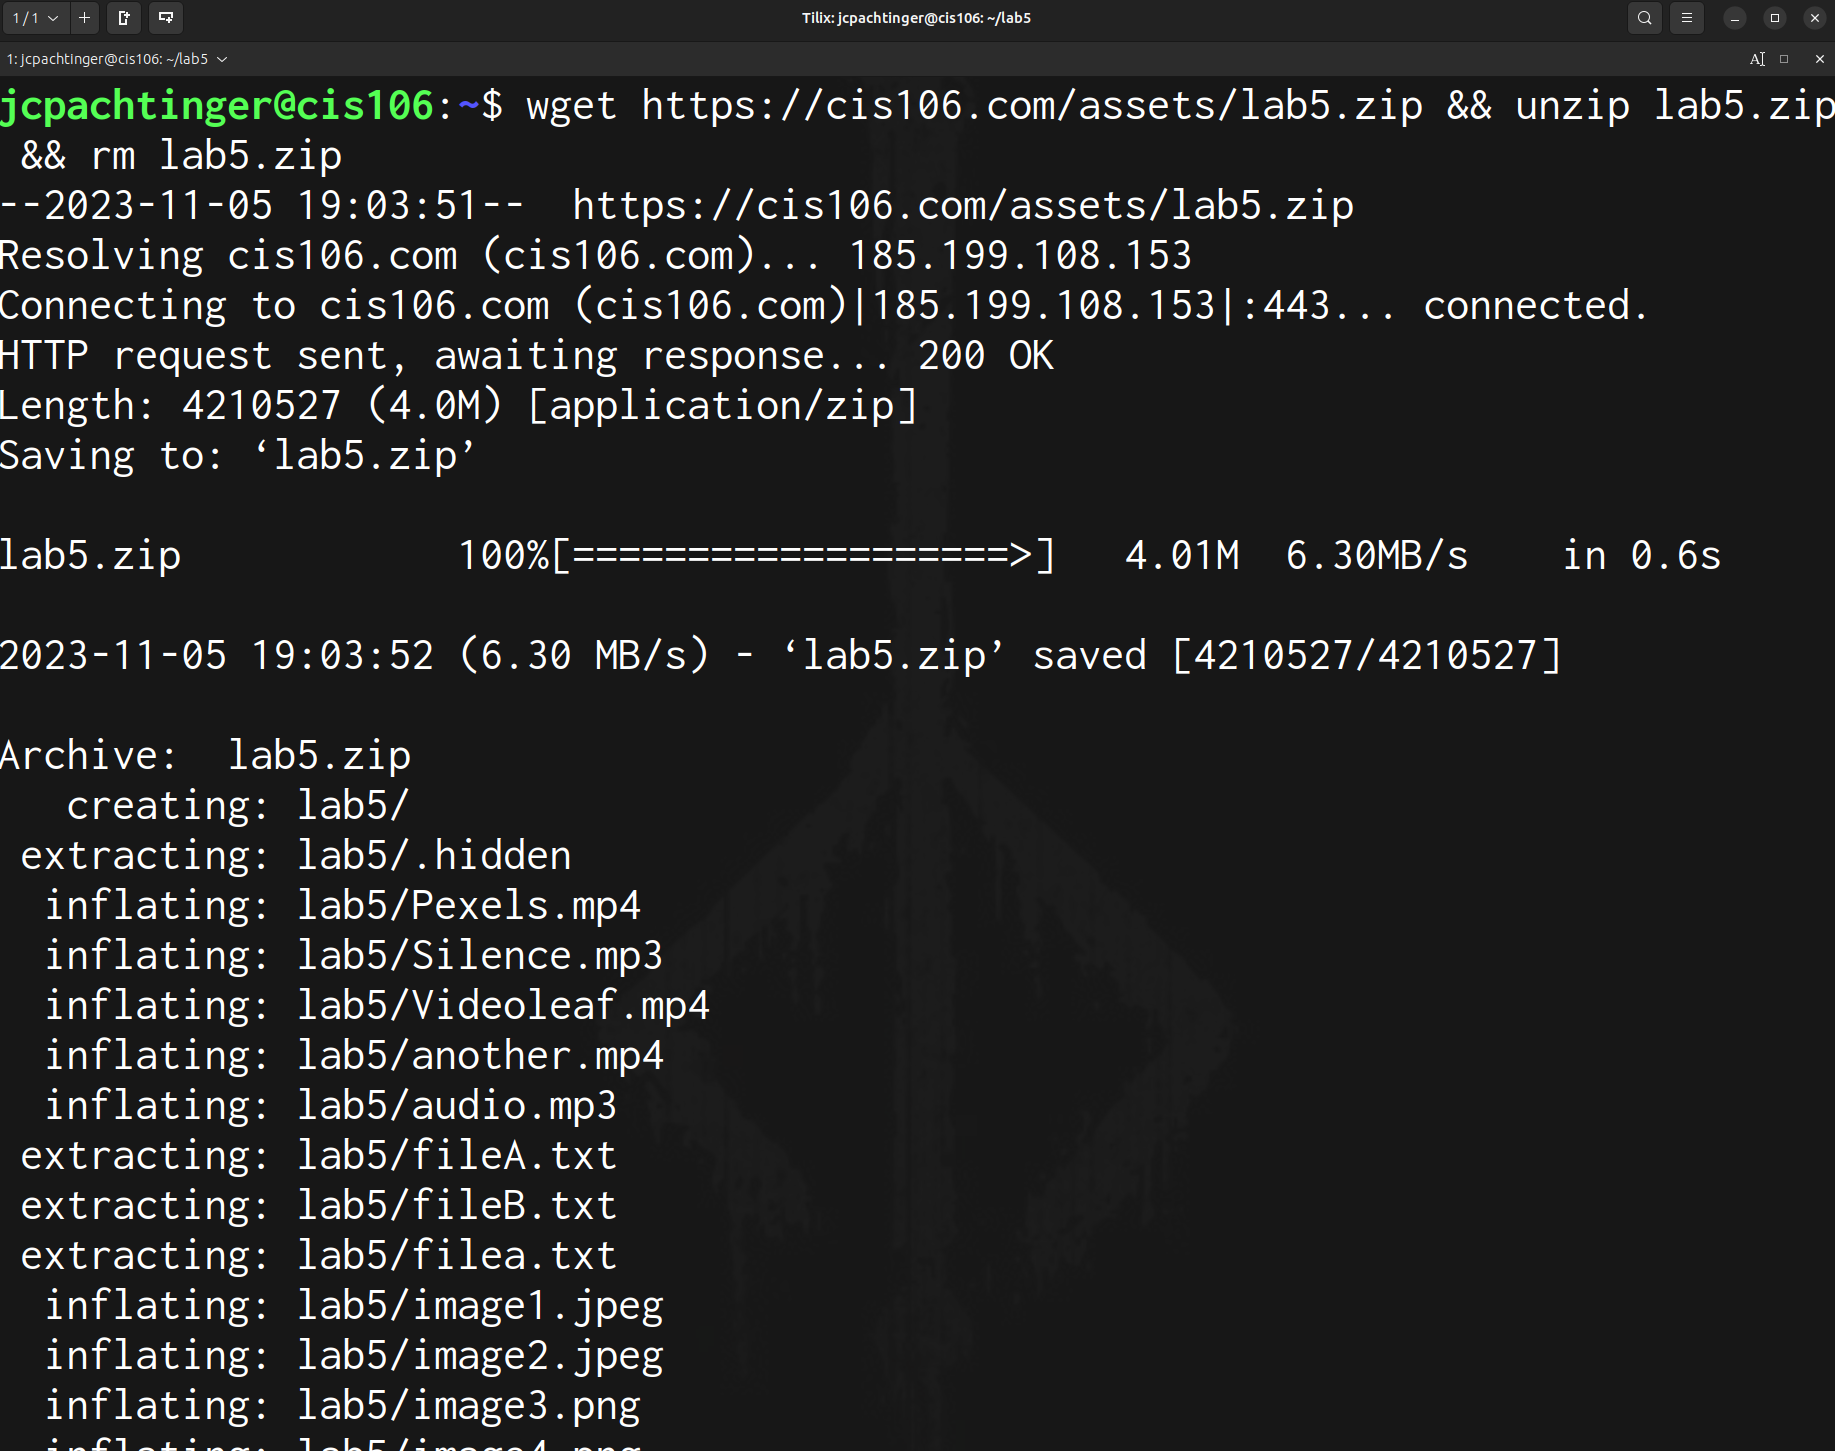 1 / 1
Tilix: jcpachtinger@cis106: ~/lab5
1: jcpachtinger@cis106: ~/lab5
jcpachtinger@cis106:~$ wget https://cis106.com/assets/lab5.zip && unzip lab5.zip
 && rm lab5.zip
--2023-11-05 19:03:51--  https://cis106.com/assets/lab5.zip
Resolving cis106.com (cis106.com)... 185.199.108.153
Connecting to cis106.com (cis106.com)|185.199.108.153|:443... connected.
HTTP request sent, awaiting response... 200 OK
Length: 4210527 (4.0M) [application/zip]
Saving to: ‘lab5.zip’
lab5.zip            100%[===================>]   4.01M  6.30MB/s    in 0.6s
2023-11-05 19:03:52 (6.30 MB/s) - ‘lab5.zip’ saved [4210527/4210527]
Archive:  lab5.zip
   creating: lab5/
 extracting: lab5/.hidden
  inflating: lab5/Pexels.mp4
  inflating: lab5/Silence.mp3
  inflating: lab5/Videoleaf.mp4
  inflating: lab5/another.mp4
  inflating: lab5/audio.mp3
 extracting: lab5/fileA.txt
 extracting: lab5/fileB.txt
 extracting: lab5/filea.txt
  inflating: lab5/image1.jpeg
  inflating: lab5/image2.jpeg
  inflating: lab5/image3.png
  inflating: lab5/image4.png